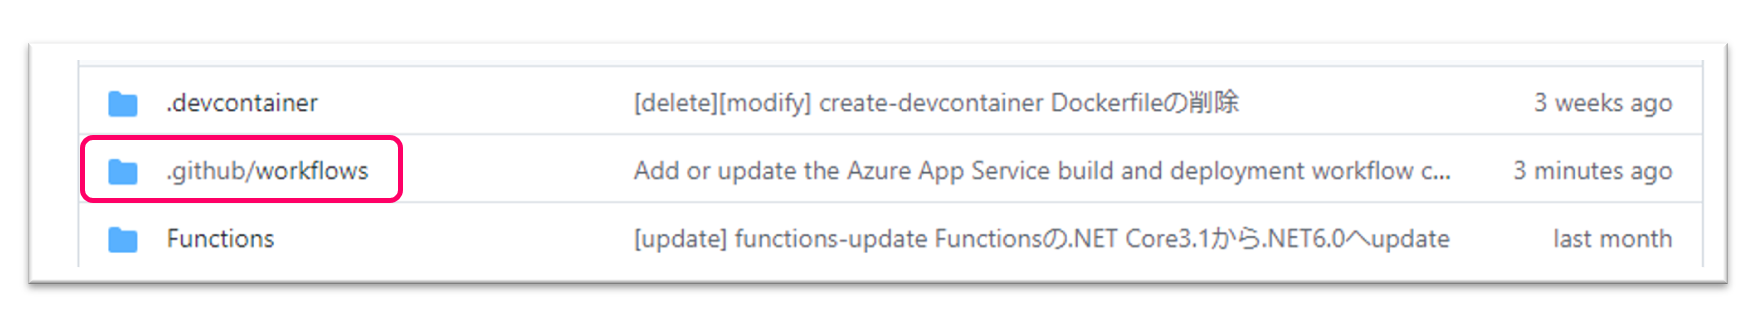 .devcontainer [delete][modify] create-devcontainer Dockerfileの削除 3 weeks ago
.github/workflows Add or update the Azure App Service build and deployment workflow c... 3 minutes ago
Functions [update] functions-update Functionsの.NET Core3.1から.NET6.0へupdate last month